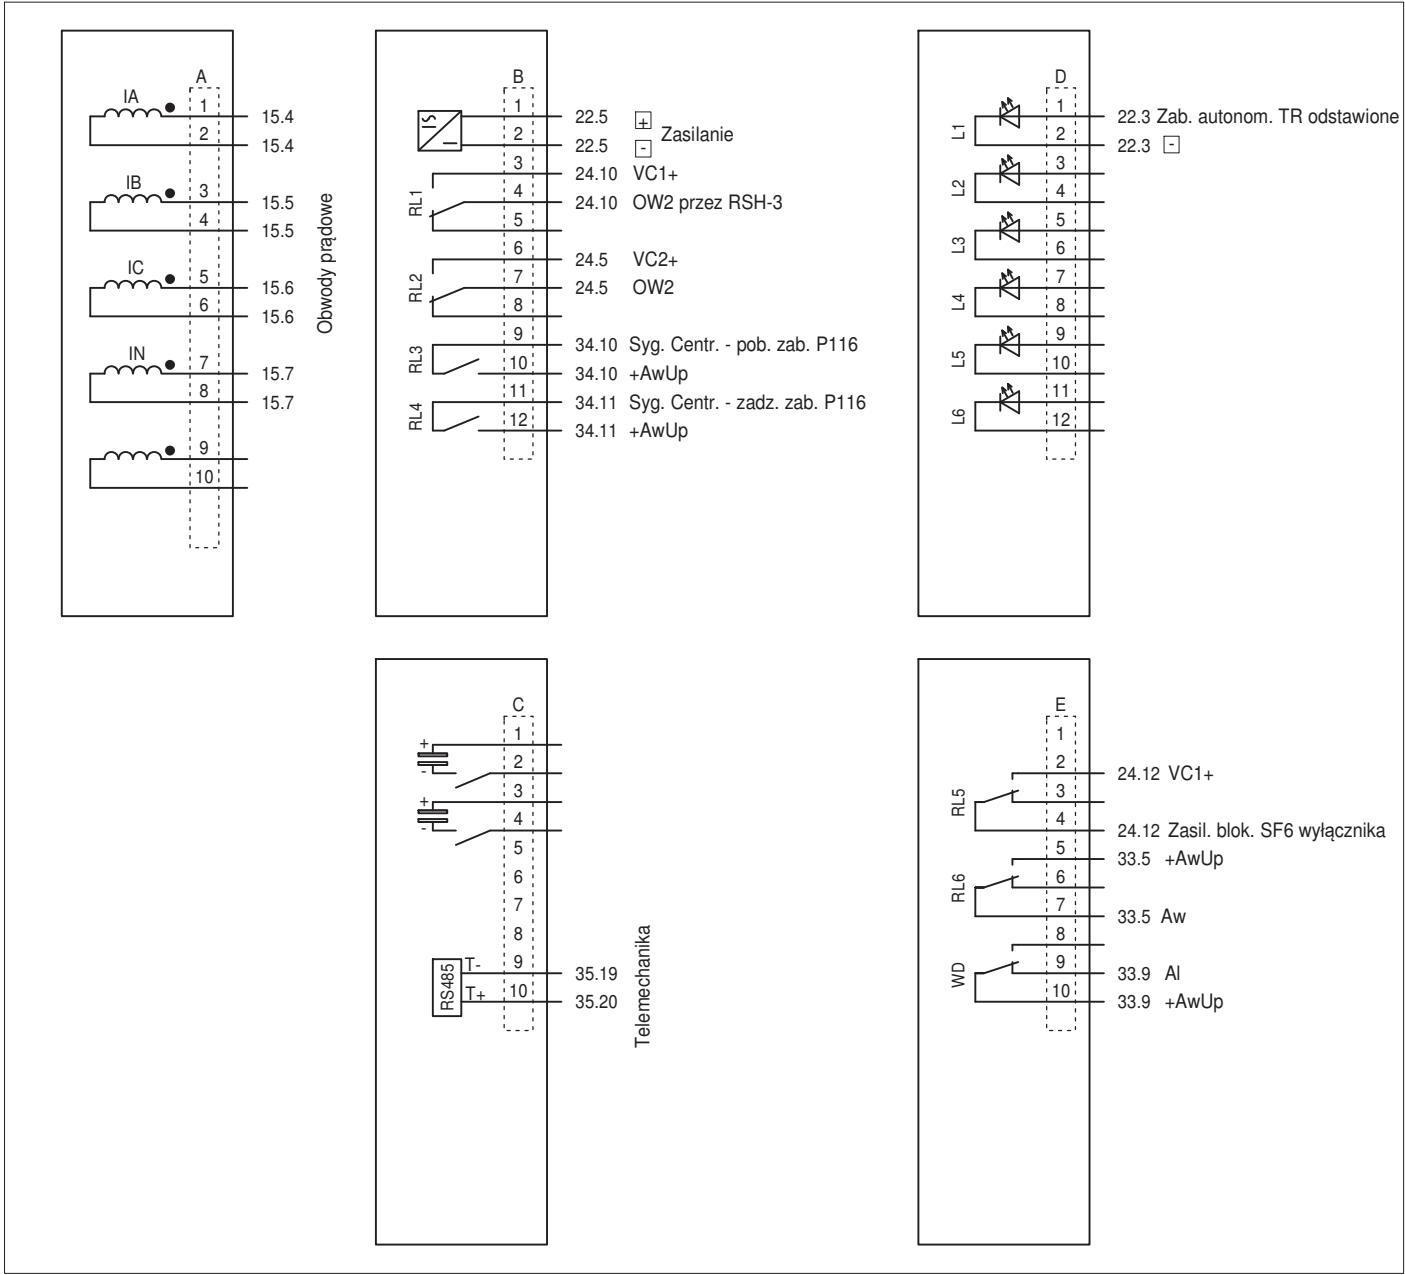 A
IA
1
15.4
2
15.4
IB
3
15.5
4
15.5
IC
5
15.6
6
15.6
IN
7
15.7
8
15.7
9
10
Obwody prądowe
B
1
22.5 +
Zasilanie
2
22.5 -
3
24.10 VC1+
RL1
4
24.10 OW2 przez RSH-3
5
6
24.5 VC2+
RL2
7
24.5 OW2
8
9
34.10 Syg. Centr. - pob. zab. P116
RL3
10
34.10 +AwUp
11
34.11 Syg. Centr. - zadz. zab. P116
RL4
12
34.11 +AwUp
D
1
22.3 Zab. autonom. TR odstawione
L1
2
22.3 -
3
L2
4
5
L3
6
7
L4
8
9
L5
10
11
L6
12
C
1
+
2
-
3
+
4
-
5
6
7
8
RS485
T-
9
35.19
T+
10
35.20
Telemechanika
E
1
2
24.12 VC1+
RL5
3
4
24.12 Zasil. blok. SF6 wyłącznika
5
33.5 +AwUp
RL6
6
7
33.5 Aw
8
WD
9
33.9 Al
10
33.9 +AwUp